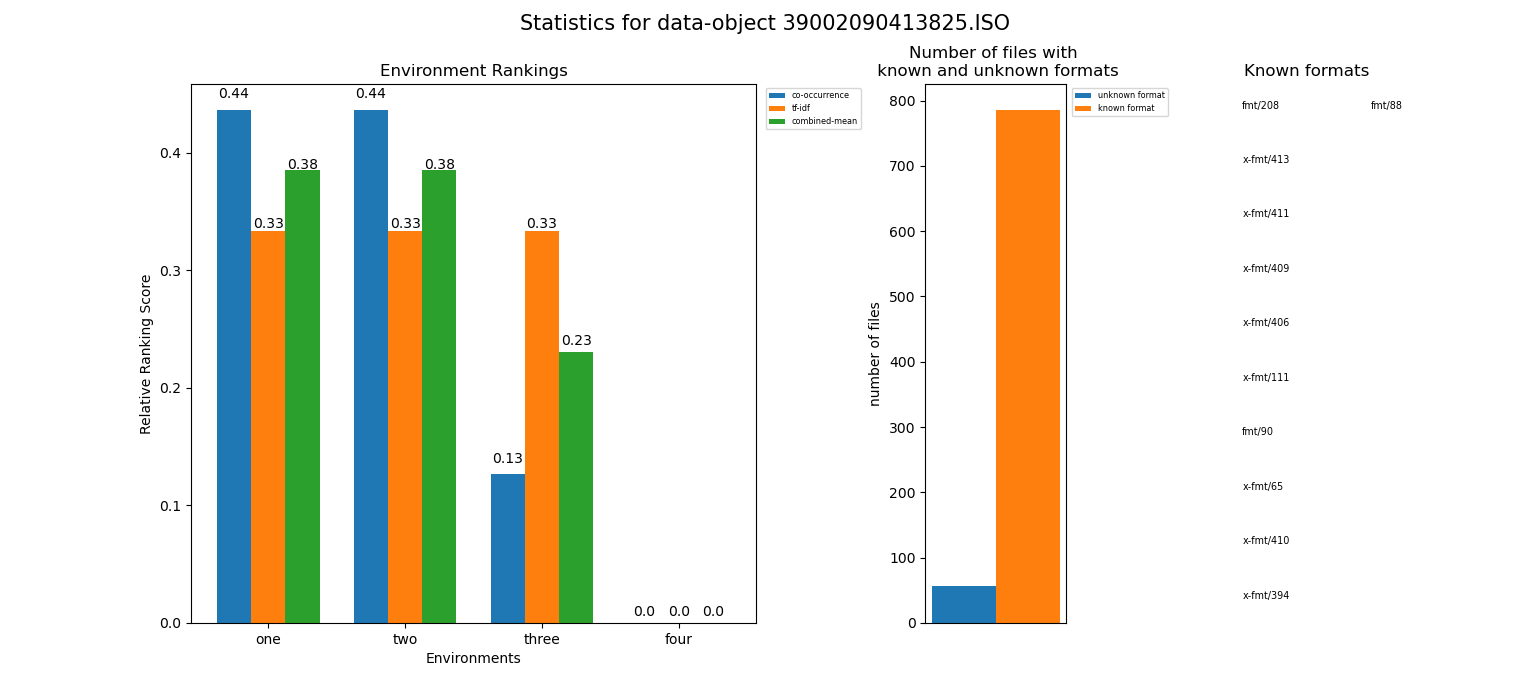 Statistics for data-object 39002090413825.ISO
Environment Rankings
0.44
0.44
0.38
0.38
0.33
0.33
0.33
0.23
0.13
0.0
0.0
0.0
0.4
0.3
0.2
0.1
0.0
Relative Ranking Score
one
two
three
four
Environments
co-occurrence
tf-idf
combined-mean
Number of files with
known and unknown formats
800
700
600
500
400
300
200
100
0
number of files
unknown format
known format
Known formats
fmt/208
fmt/88
x-fmt/413
x-fmt/411
x-fmt/409
x-fmt/406
x-fmt/111
fmt/90
x-fmt/65
x-fmt/410
x-fmt/394